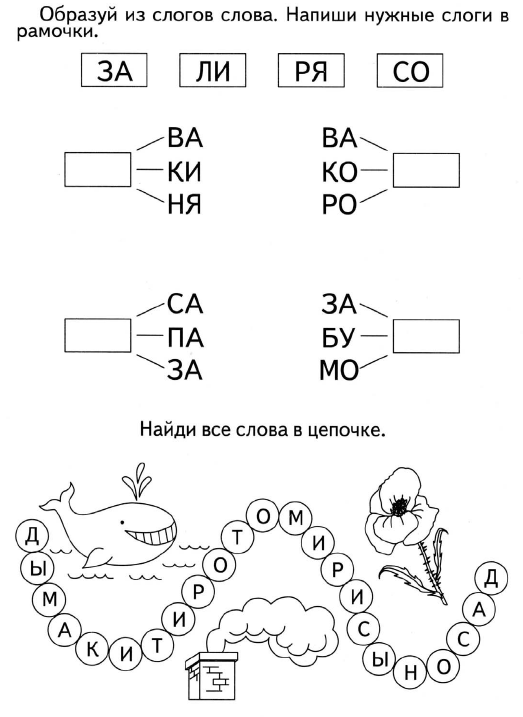 Образуй из слогов слова. Напиши нужные слоги в
рамочки.
ЗА ЛИ РЯ СО
ВА ВА
КИ КО
НЯ РО
СА ЗА
ПА БУ
ЗА МО
Найди все слова в цепочке.
ДЫМАКИТИРОТОМИРИСЫНОСАД